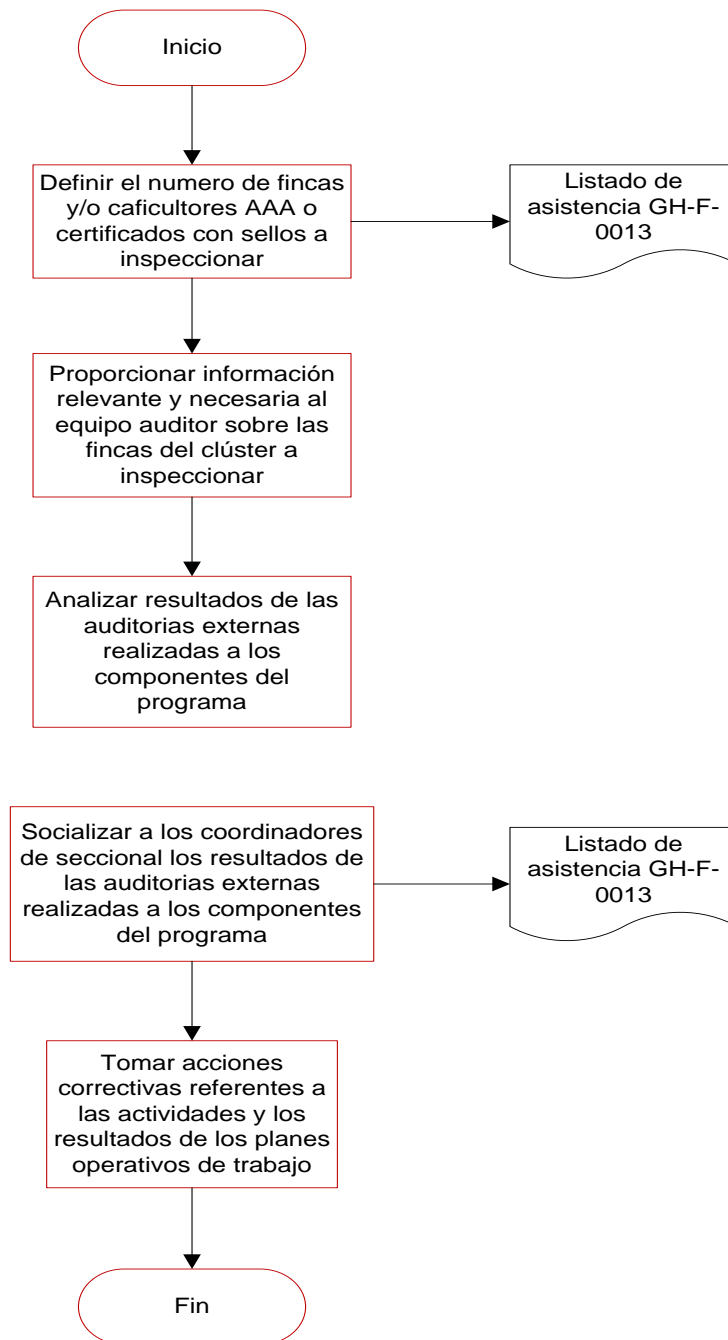 Inicio
Definir el numero de fincas
y/o caficultores AAA o
certificados con sellos a
inspeccionar
Listado de
asistencia GH-F-
0013
Proporcionar información
relevante y necesaria al
equipo auditor sobre las
fincas del clúster a
inspeccionar
Analizar resultados de las
auditorias externas
realizadas a los
componentes del
programa
Socializar a los coordinadores
de seccional los resultados de
las auditorias externas
realizadas a los componentes
del programa
Listado de
asistencia GH-F-
0013
Tomar acciones
correctivas referentes a
las actividades y los
resultados de los planes
operativos de trabajo
Fin